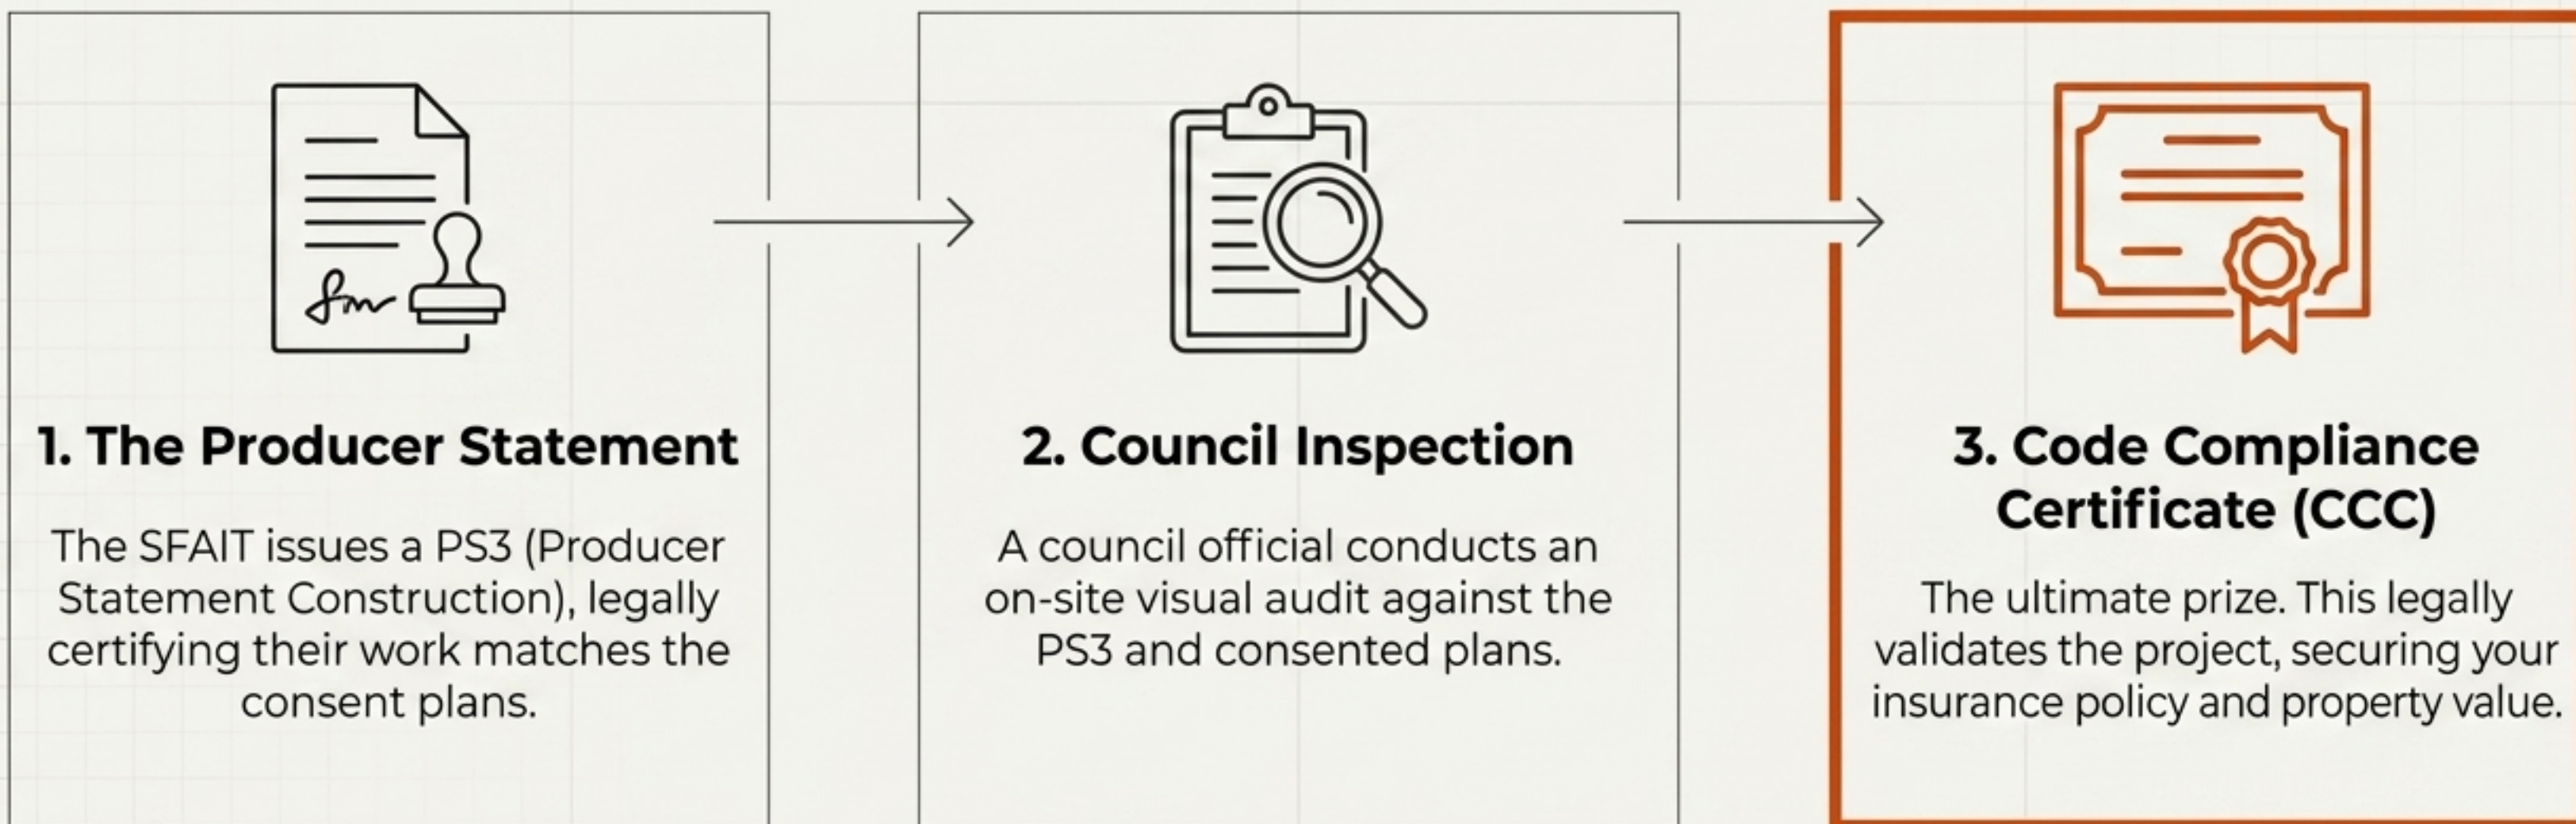 1. The Producer Statement
The SFAIT issues a PS3 (Producer
Statement Construction), legally
certifying their work matches the
consent plans.
2. Council Inspection
A council official conducts an
on-site visual audit against the
PS3 and consented plans.
3. Code Compliance
Certificate (CCC)
The ultimate prize. This legally
validates the project, securing your
insurance policy and property value.